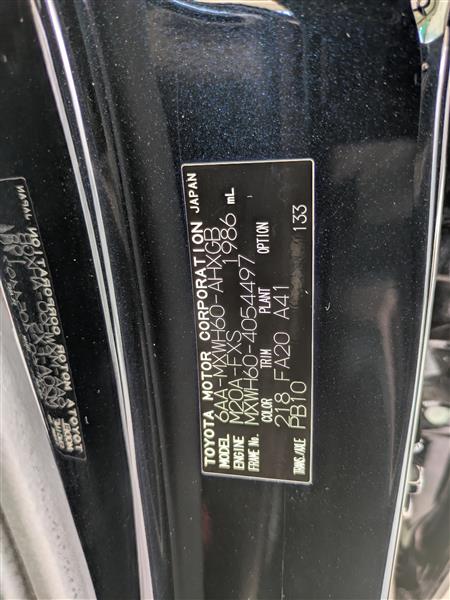 TOYOTA MOTOR CORPORATION JAPAN
MODEL 6AA-MXWH60-AHXGB
ENGINE M20A-FXS 1986 mL
FRAME No. MXWH60-4054497
COLOR TRIM PLANT OPTION
218 FA20 A41
TRANS./AXLE PB10 133